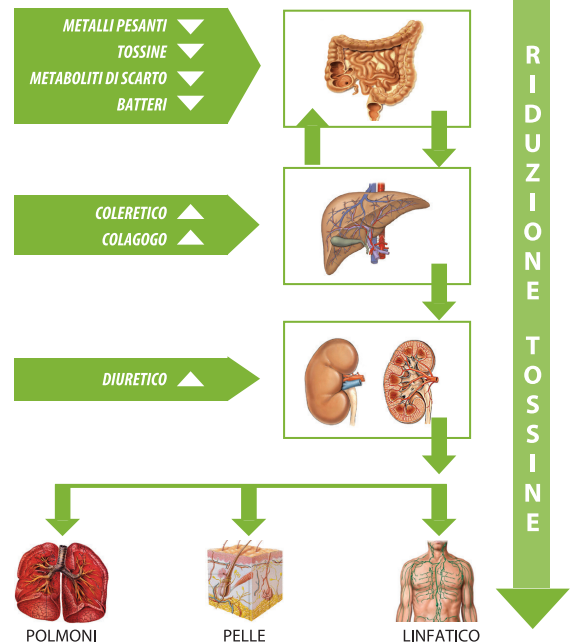 METALLI PESANTI
TOSSINE
METABOLITI DI SCARTO
BATTERI
COLERETICO
COLAGOGO
DIURETICO
RIDUZIONE TOSSINE
POLMONI
PELLE
LINFATICO